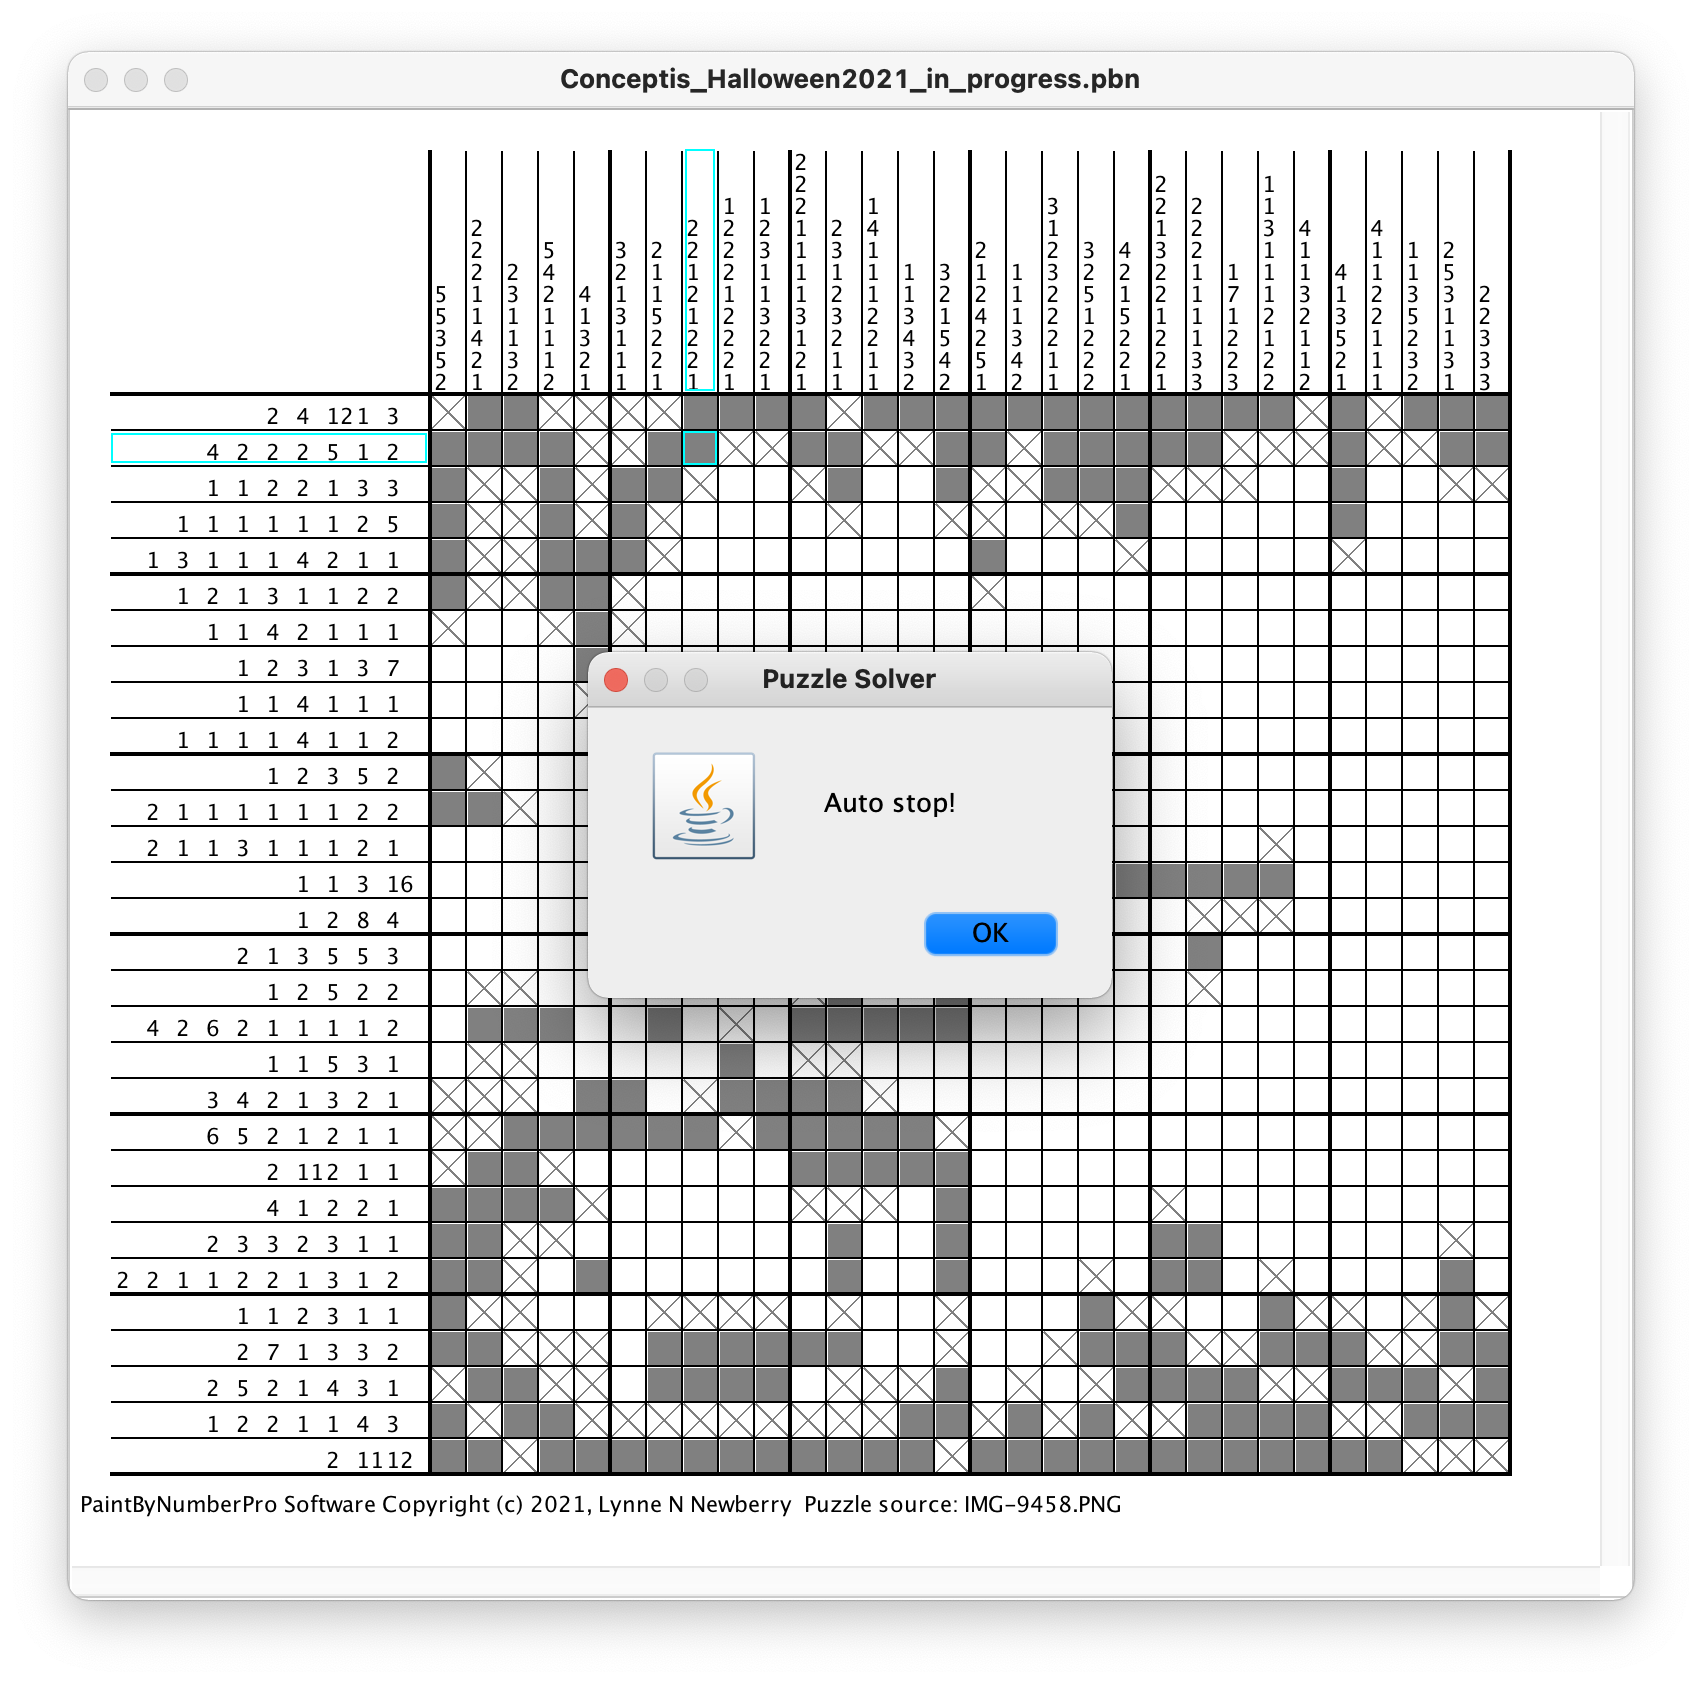 Conceptis_Halloween2021_in_progress.pbn
5 5 3 5 2
2 2 2 1 1 4 2 1
2 3 1 1 3 2
5 4 2 1 1 1 2
4 1 3 2 1
3 2 1 3 1 1 1
2 1 1 5 2 2 1
2 2 1 2 1 2 2 1
1 2 2 2 1 2 2 2 1
1 2 3 1 1 3 2 2 1
2 2 2 1 1 1 1 3 1 2 1
2 3 1 2 3 2 1 1
1 4 1 1 1 2 2 1 1
1 1 3 4 3 2
3 2 1 5 4 2
2 1 2 4 2 5 1
1 1 1 3 4 2
3 1 2 3 2 2 2 1 1
3 2 5 1 2 2 2
4 2 1 5 2 2 1
2 2 1 3 2 2 1 2 2 1
2 2 2 1 1 1 1 3 3
1 7 1 2 2 3
1 1 3 1 1 1 2 1 2 2
4 1 1 3 2 1 1 2
4 1 3 5 2 1
4 1 1 2 2 1 1 1
1 1 3 5 2 3 2
2 5 3 1 1 3 1
2 2 3 3 3
2 4 12 1 3
4 2 2 2 5 1 2
1 1 2 2 1 3 3
1 1 1 1 1 1 2 5
1 3 1 1 1 4 2 1 1
1 2 1 3 1 1 2 2
1 1 4 2 1 1 1
1 2 3 1 3 7
1 1 4 1 1 1
1 1 1 1 4 1 1 2
1 2 3 5 2
2 1 1 1 1 1 1 2 2
2 1 1 3 1 1 1 2 1
1 1 3 16
1 2 8 4
2 1 3 5 5 3
1 2 5 2 2
4 2 6 2 1 1 1 1 2
1 1 5 3 1
3 4 2 1 3 2 1
6 5 2 1 2 1 1
2 11 2 1 1
4 1 2 2 1
2 3 3 2 3 1 1
2 2 1 1 2 2 1 3 1 2
1 1 2 3 1 1
2 7 1 3 3 2
2 5 2 1 4 3 1
1 2 2 1 1 4 3
2 11 12
Puzzle Solver
Auto stop!
OK
PaintByNumberPro Software Copyright (c) 2021, Lynne N Newberry Puzzle source: IMG-9458.PNG